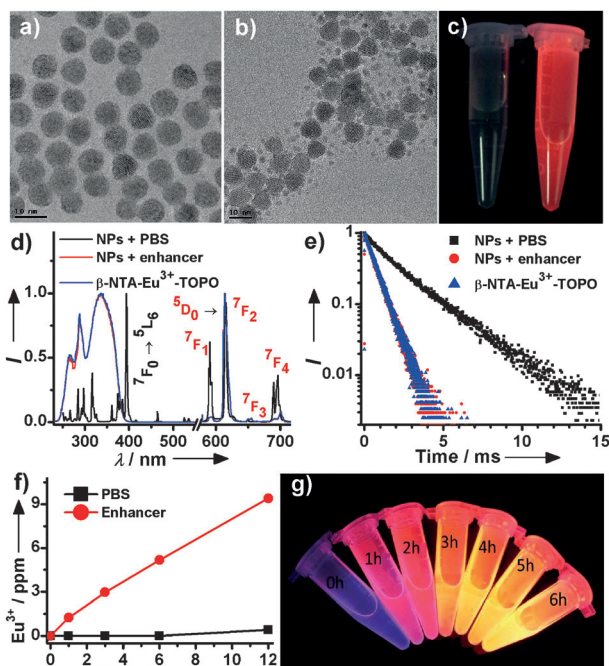 a)
10 nm
b)
10 nm
c)
d)
NPs + PBS
NPs + enhancer
β-NTA-Eu³⁺-TOPO
I
1.0
0.5
0.0
⁷F₀ → ⁵L₆
⁵D₀ →
⁷F₁
⁷F₂
⁷F₃
⁷F₄
300
400
500
600
700
λ / nm
e)
NPs + PBS
NPs + enhancer
β-NTA-Eu³⁺-TOPO
I
1
0.1
0.01
0
5
10
15
Time / ms
f)
PBS
Enhancer
Eu³⁺ / ppm
9
6
3
0
0
2
4
6
8
10
12
g)
0h
1h
2h
3h
4h
5h
6h